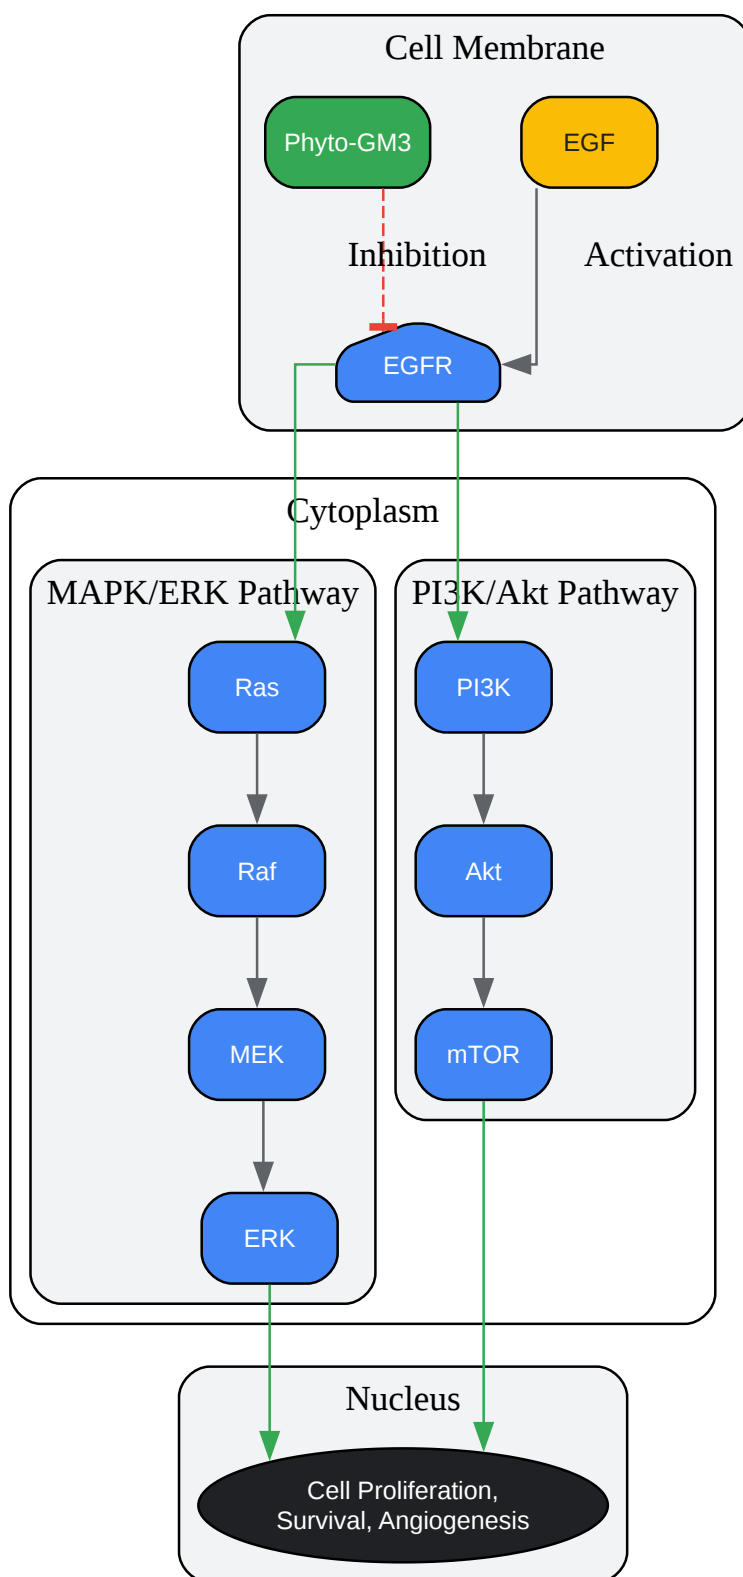 Cell Membrane
Phyto-GM3
EGF
Inhibition
Activation
EGFR
Cytoplasm
MAPK/ERK Pathway
PI3K/Akt Pathway
Ras
PI3K
Raf
Akt
MEK
mTOR
ERK
Nucleus
Cell Proliferation,
Survival, Angiogenesis